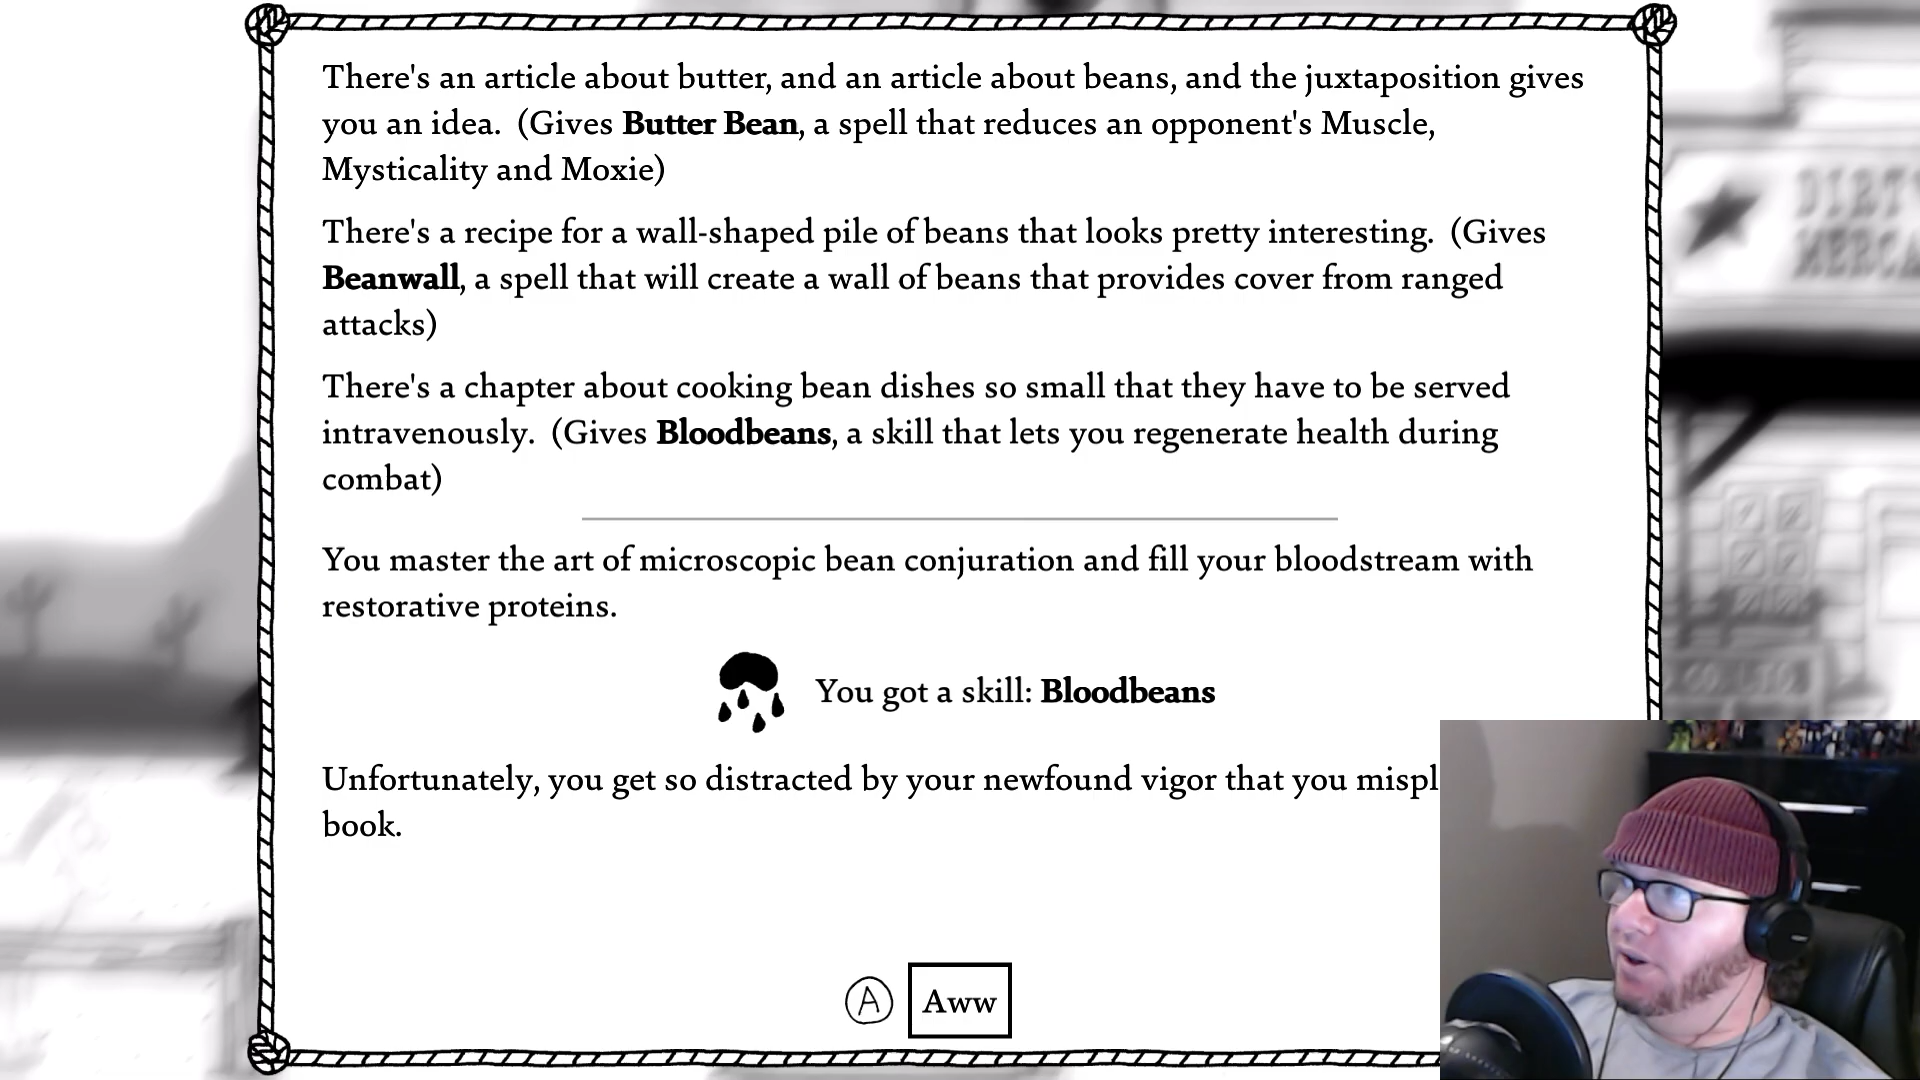 There's an article about butter, and an article about beans, and the juxtaposition gives
you an idea.  (Gives Butter Bean, a spell that reduces an opponent's Muscle,
Mysticality and Moxie)
There's a recipe for a wall-shaped pile of beans that looks pretty interesting.  (Gives
Beanwall, a spell that will create a wall of beans that provides cover from ranged
attacks)
There's a chapter about cooking bean dishes so small that they have to be served
intravenously.  (Gives Bloodbeans, a skill that lets you regenerate health during
combat)
You master the art of microscopic bean conjuration and fill your bloodstream with
restorative proteins.
You got a skill: Bloodbeans
Unfortunately, you get so distracted by your newfound vigor that you mispl
book.
A Aww
DIRTY
MERCA